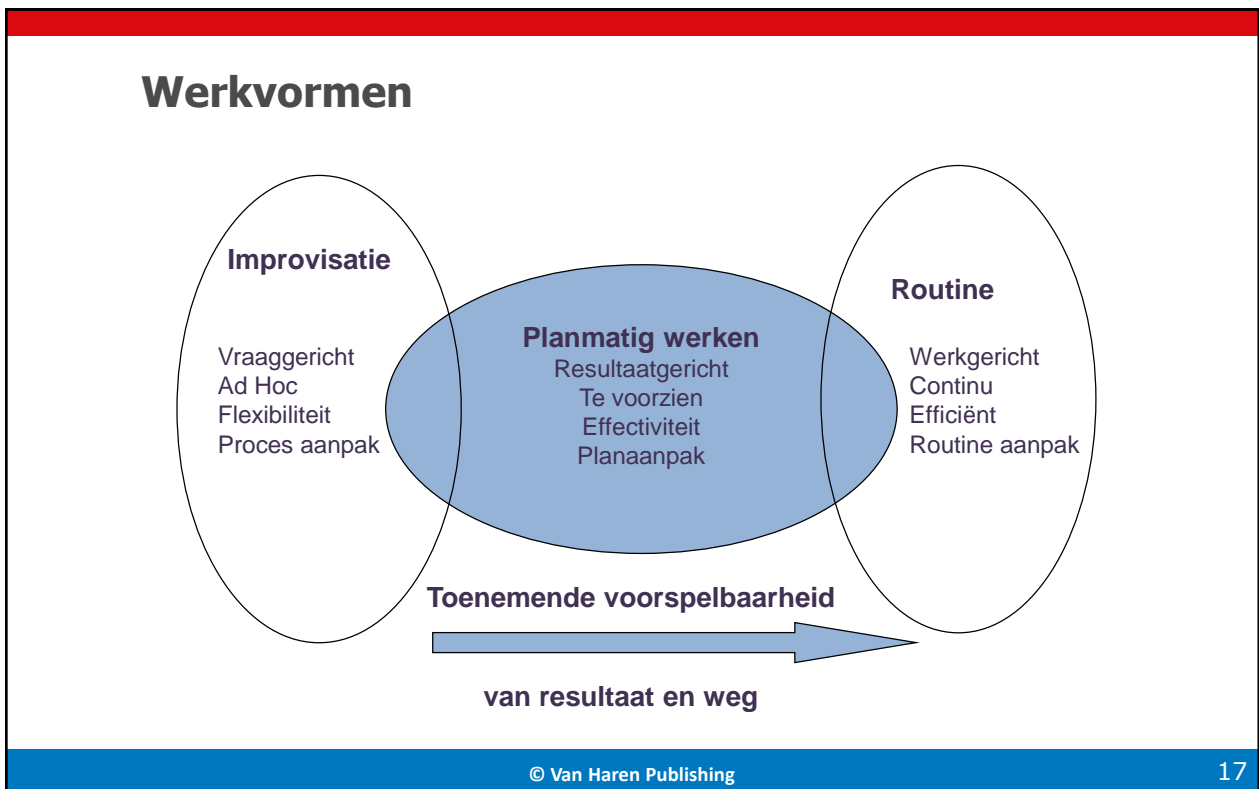 Werkvormen
Improvisatie
Vraaggericht
Ad Hoc
Flexibiliteit
Proces aanpak
Planmatig werken
Resultaatgericht
Te voorzien
Effectiviteit
Planaanpak
Routine
Werkgericht
Continu
Efficiënt
Routine aanpak
Toenemende voorspelbaarheid
van resultaat en weg
© Van Haren Publishing
17